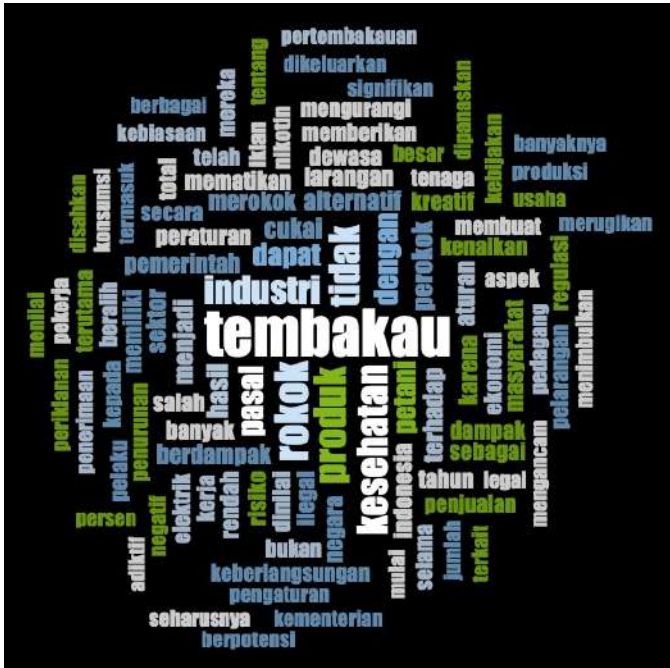 pertombakauan
dikeluarkan
signifikan
tentang
mereka
berbagai
kebiasaan
mengurangi
memberikan
iklan
nikotin
telah
dewasa
besar
dipanaskan
kebijakan
banyaknya
produksi
usaha
total
mematikan
larangan
tenaga
disahkan
konsumsi
termasuk
secara
merokok
alternatif
kreatif
membuat
merugikan
peraturan
cukai
dapat
tidak
dengan
perokok
kenaikan
regulasi
pemerintah
industri
aturan
aspek
menilai
pekerja
terutama
beralih
memiliki
sektor
menjadi
tembakau
karena
ekonomi
masyarakat
pedagang
pelarangan
menimbulkan
periklanan
penerimaan
kepada
pelaku
penurunan
salah
hasil
pasal
rokok
produk
kesehatan
petani
terhadap
banyak
berdampak
dampak
sebagai
persen
negatif
elektrik
kerja
rendah
risiko
dinilai
ilegal
negara
indonesia
tahun
legal
mengancam
penjualan
adiktif
bukan
mulai
selama
jumlah
terkait
keberlangsungan
pengaturan
seharusnya
kementerian
berpotensi